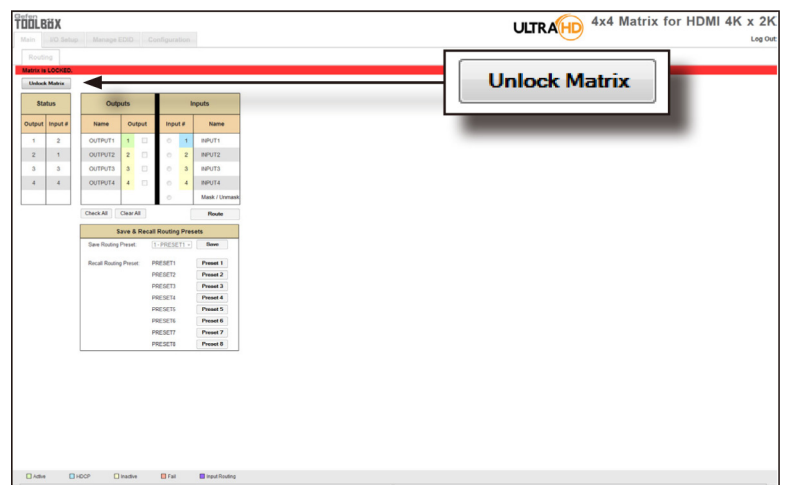 Gefen
TOOLBOX
ULTRA HD 4x4 Matrix for HDMI 4K x 2K
Main I/O Setup Manage EDID Configuration
Log Out
Routing
Matrix is LOCKED.
Unlock Matrix
Unlock Matrix
Status
Output Input #
1 2
2 1
3 3
4 4
Outputs Inputs
Name Output Input # Name
OUTPUT1 1 1 INPUT1
OUTPUT2 2 2 INPUT2
OUTPUT3 3 3 INPUT3
OUTPUT4 4 4 INPUT4
Mask / Unmask
Check All Clear All Route
Save & Recall Routing Presets
Save Routing Preset: 1 - PRESET1 Save
Recall Routing Preset: PRESET1 Preset 1
PRESET2 Preset 2
PRESET3 Preset 3
PRESET4 Preset 4
PRESET5 Preset 5
PRESET6 Preset 6
PRESET7 Preset 7
PRESET8 Preset 8
Active HDCP Inactive Fail Input Routing